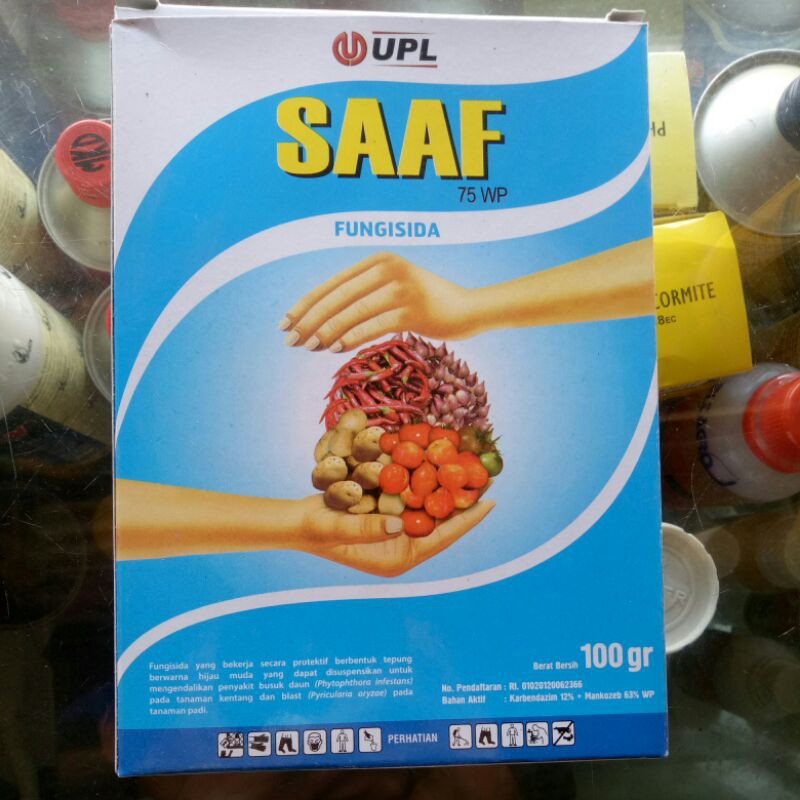 UPL
SAAF
75 WP
FUNGISIDA
MKD
CORMITE
8EC
Berat Bersih 100 gr
Fungisida yang bekerja secara protektif berbentuk tepung
berwarna hijau muda yang dapat disuspensikan untuk
mengendalikan penyakit busuk daun (Phytophthora infestans)
pada tanaman kentang dan blast (Pyricularia oryzae) pada
tanaman padi.
No. Pendaftaran : RI. 01020120062366
Bahan Aktif : Karbendazim 12% + Mankozeb 63% WP
PERHATIAN